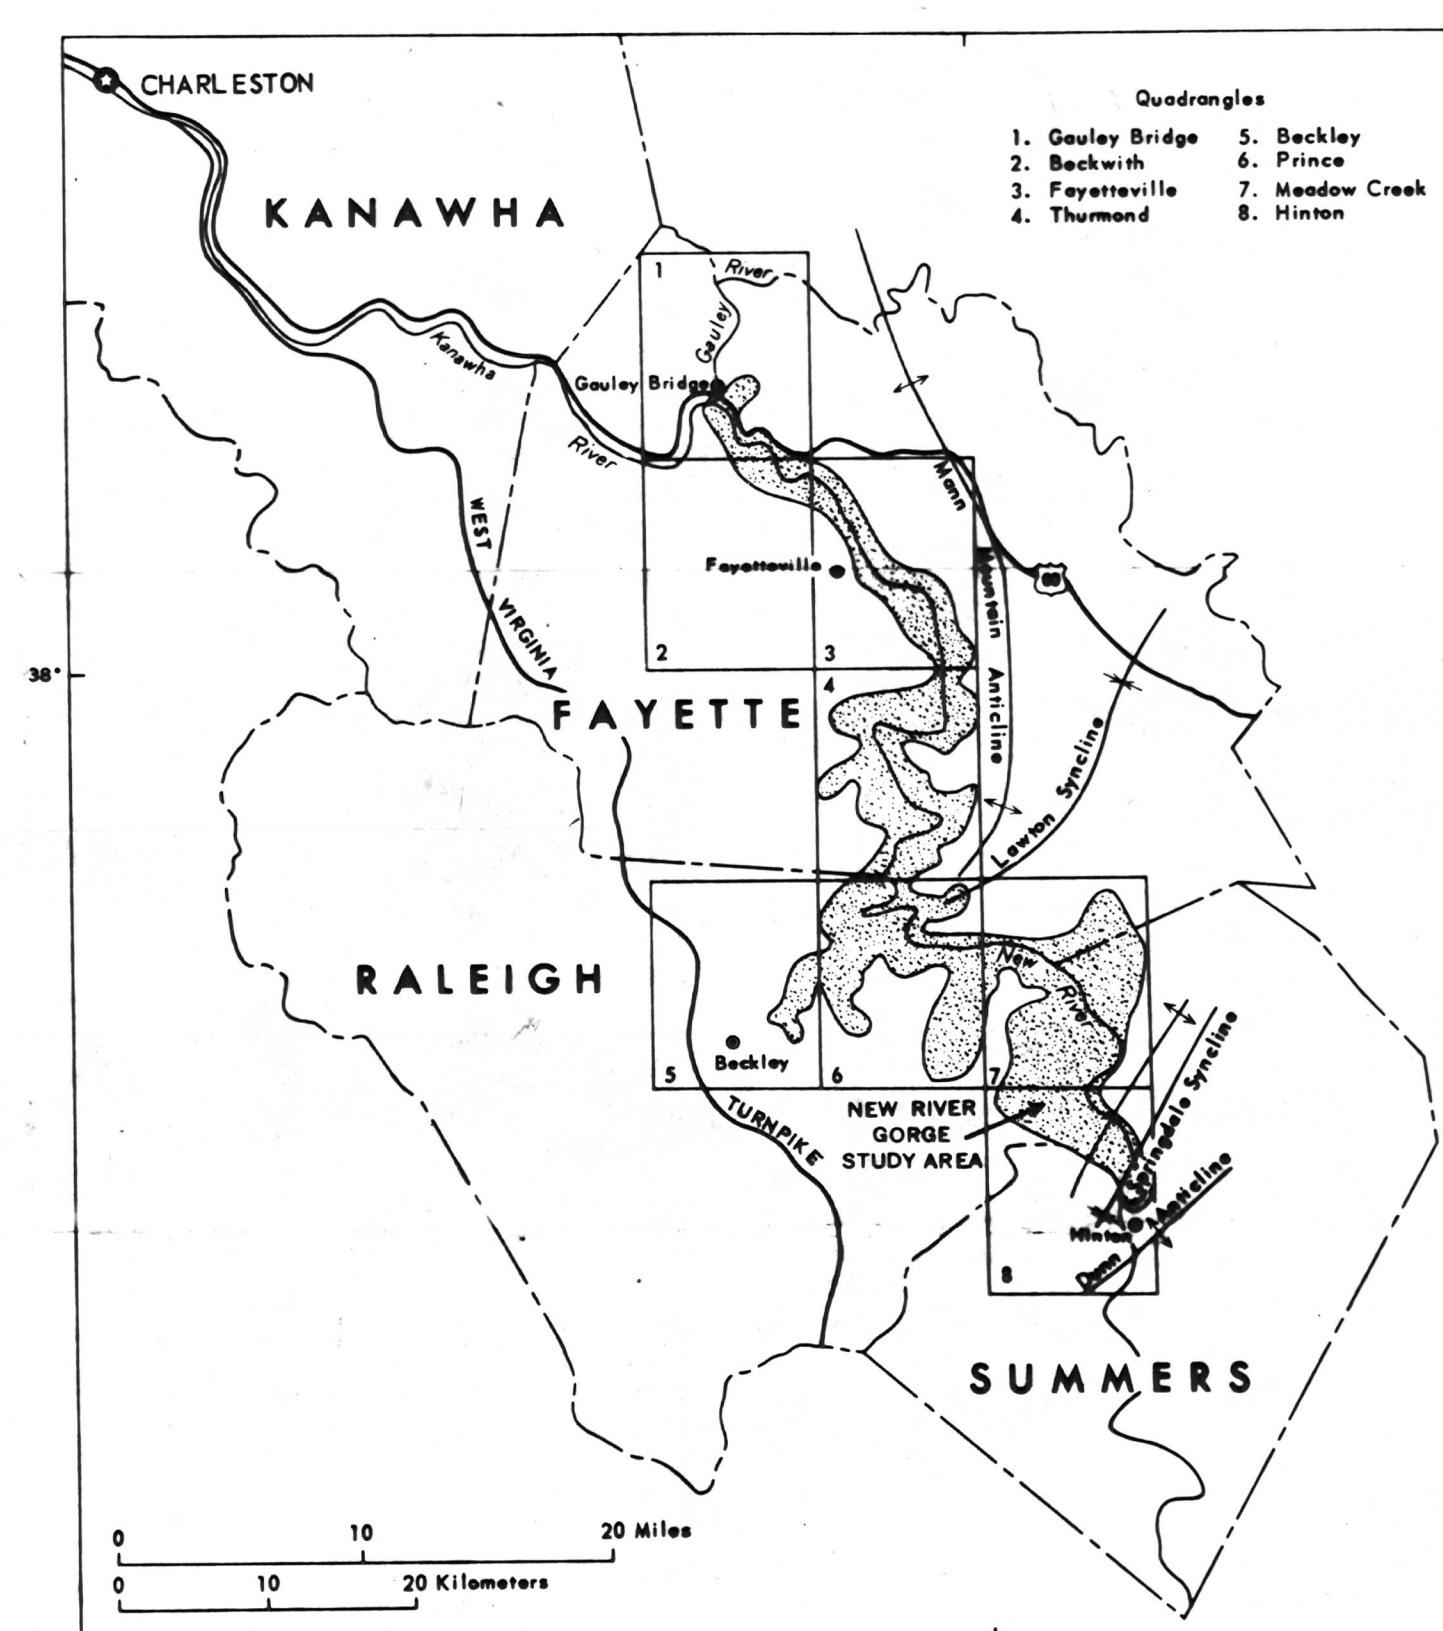 CHARLESTON
Quadrangles
1. Gauley Bridge
2. Beckwith
3. Fayetteville
4. Thurmond
5. Beckley
6. Prince
7. Meadow Creek
8. Hinton
KANAWHA
1
River
Gauley
Kanawha
Gauley Bridge
River
Mann
WEST
Fayetteville
60
Mountain
VIRGINIA
2
3
38°
4
Anticline
FAYETTE
Syncline
Lawton
RALEIGH
New
River
Beckley
5
6
7
NEW RIVER
GORGE
STUDY AREA
TURNPIKE
Springdale Syncline
Anticline
Hinton
Dunn
8
SUMMERS
0 10 20 Miles
0 10 20 Kilometers